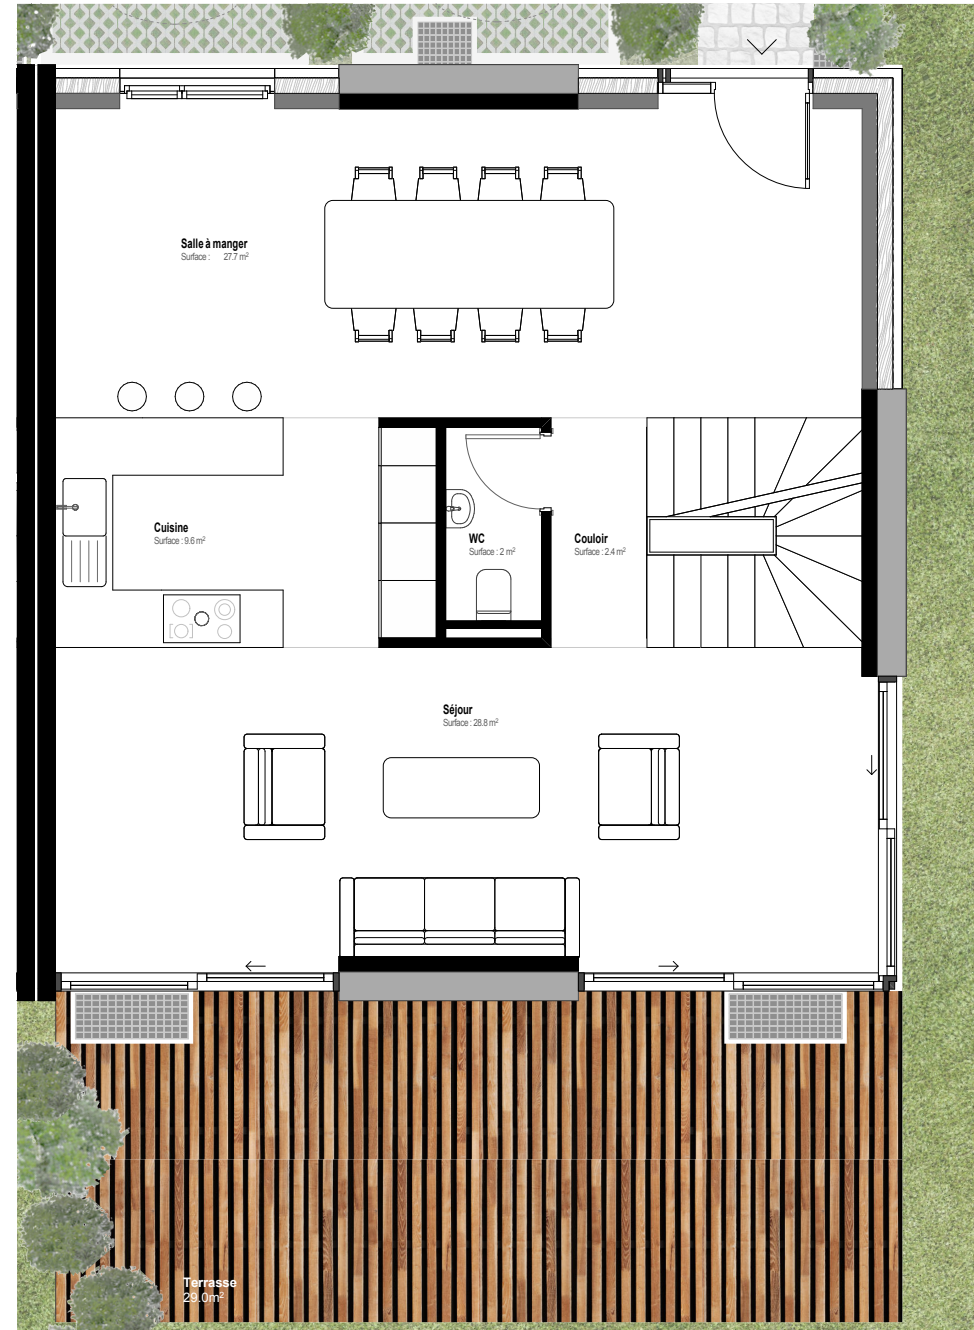 Salle à manger
Surface : 27.7 m²
Cuisine
Surface : 9.6 m²
WC
Surface : 2 m²
Couloir
Surface : 2.4 m²
Séjour
Surface : 28.8 m²
Terrasse
29.0m²